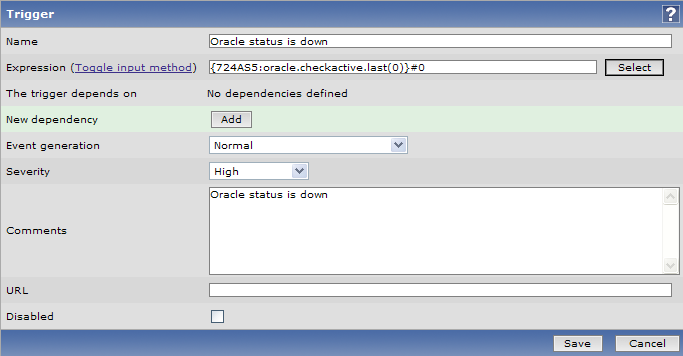 Trigger ?
Name Oracle status is down
Expression (Toggle input method) {724AS5:oracle.checkactive.last(0)}#0 Select
The trigger depends on No dependencies defined
New dependency Add
Event generation Normal
Severity High
Oracle status is down
Comments
URL
Disabled
Save Cancel